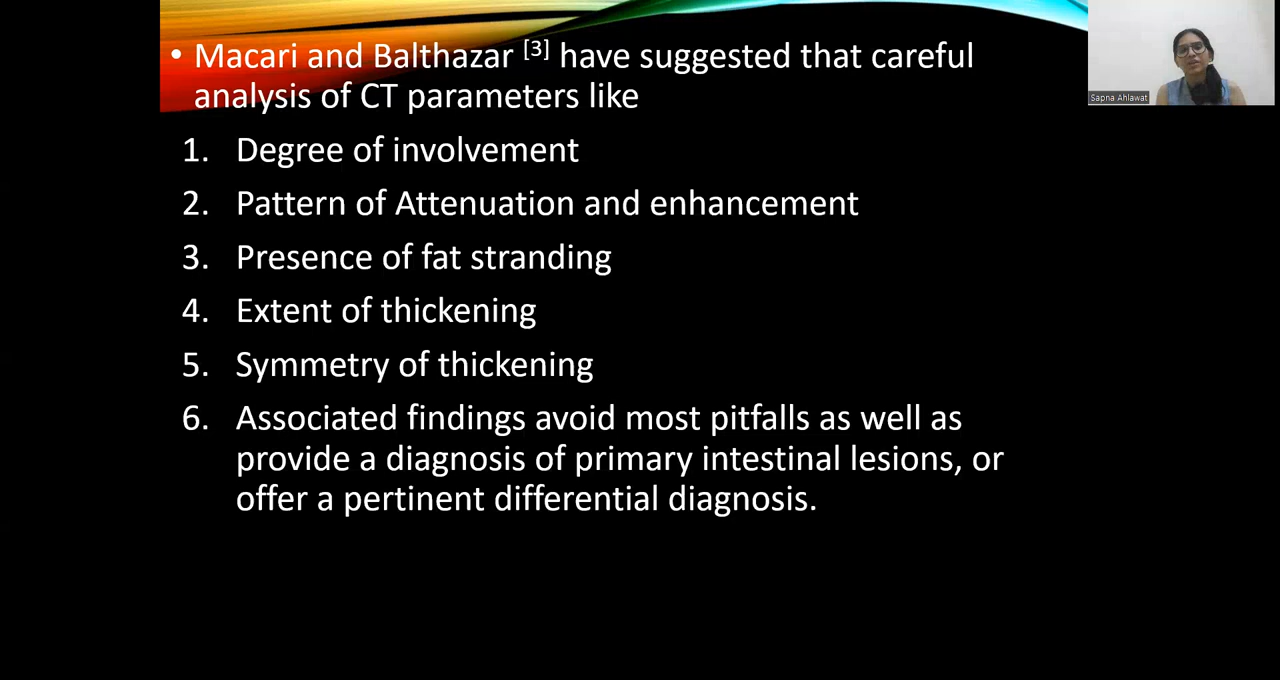 • Macari and Balthazar [3] have suggested that careful
analysis of CT parameters like
1. Degree of involvement
2. Pattern of Attenuation and enhancement
3. Presence of fat stranding
4. Extent of thickening
5. Symmetry of thickening
6. Associated findings avoid most pitfalls as well as
provide a diagnosis of primary intestinal lesions, or
offer a pertinent differential diagnosis.
Sapna Ahlawat